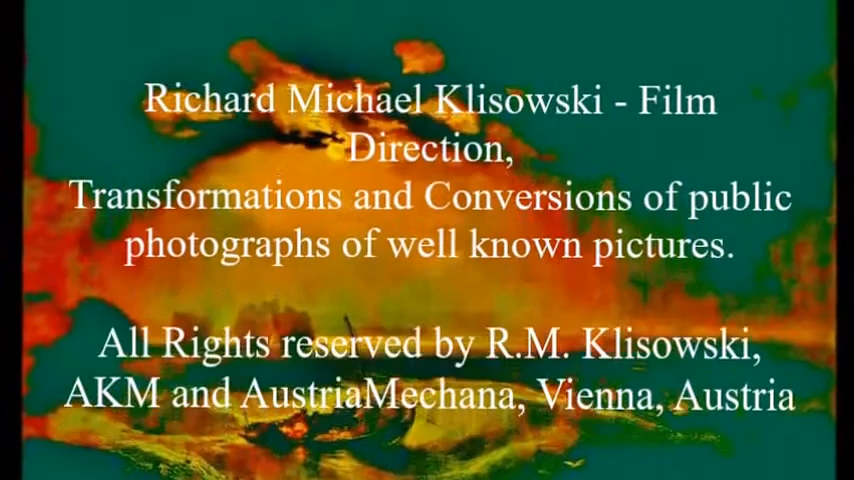 Richard Michael Klisowski - Film
Direction,
Transformations and Conversions of public
photographs of well known pictures.
All Rights reserved by R.M. Klisowski,
AKM and AustriaMechana, Vienna, Austria